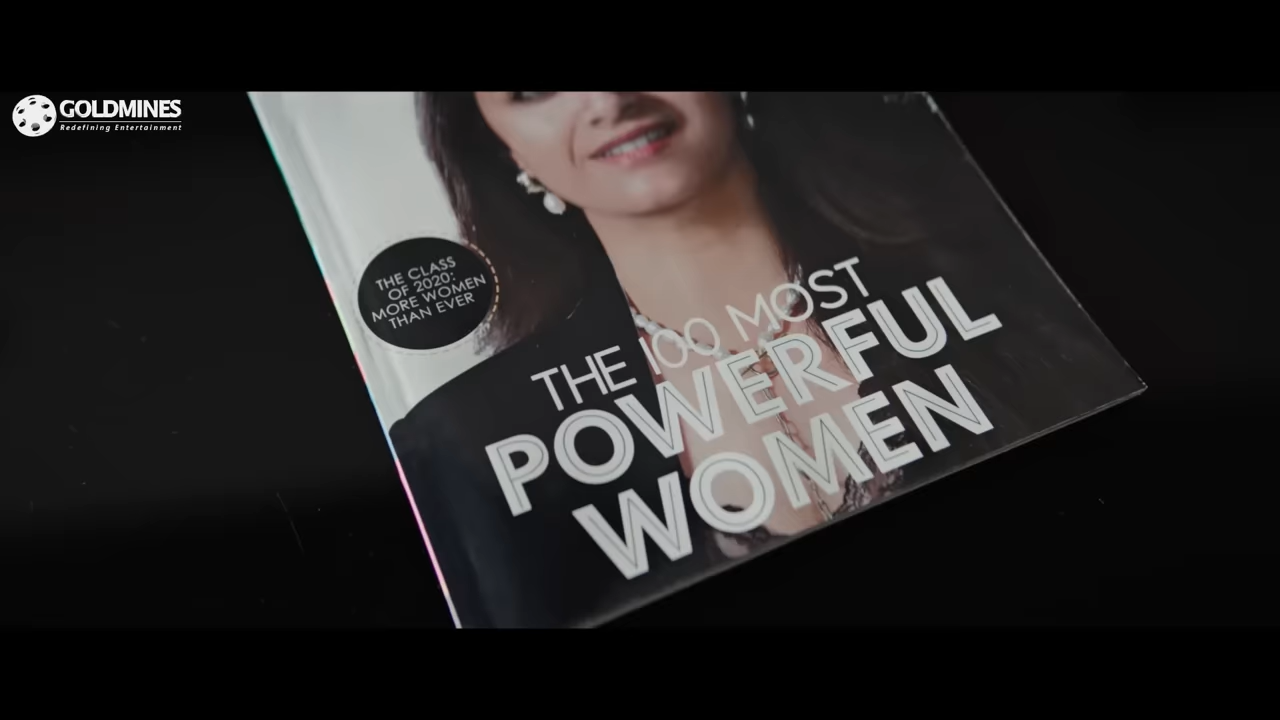 GOLDMINES
Redefining Entertainment
THE CLASS
OF 2020:
MORE WOMEN
THAN EVER
THE 100 MOST
POWERFUL
WOMEN